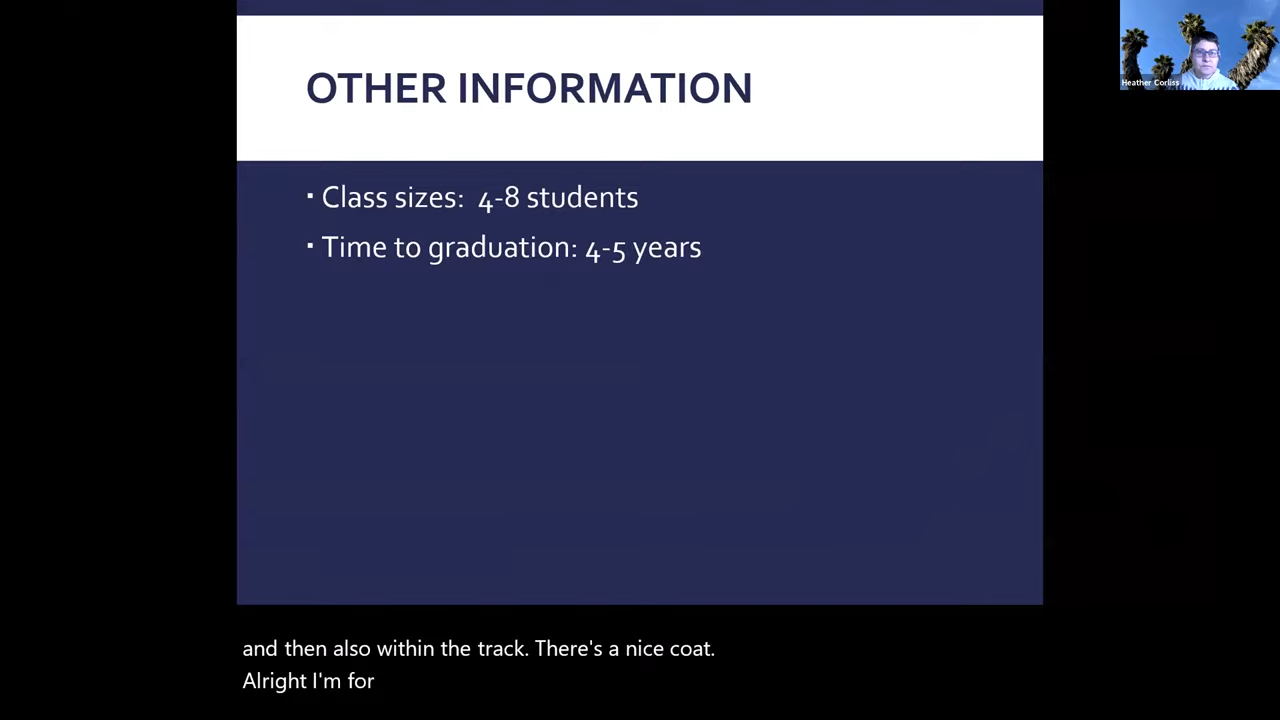 OTHER INFORMATION
Heather Corliss
▪ Class sizes: 4-8 students
▪ Time to graduation: 4-5 years
and then also within the track. There's a nice coat.
Alright I'm for